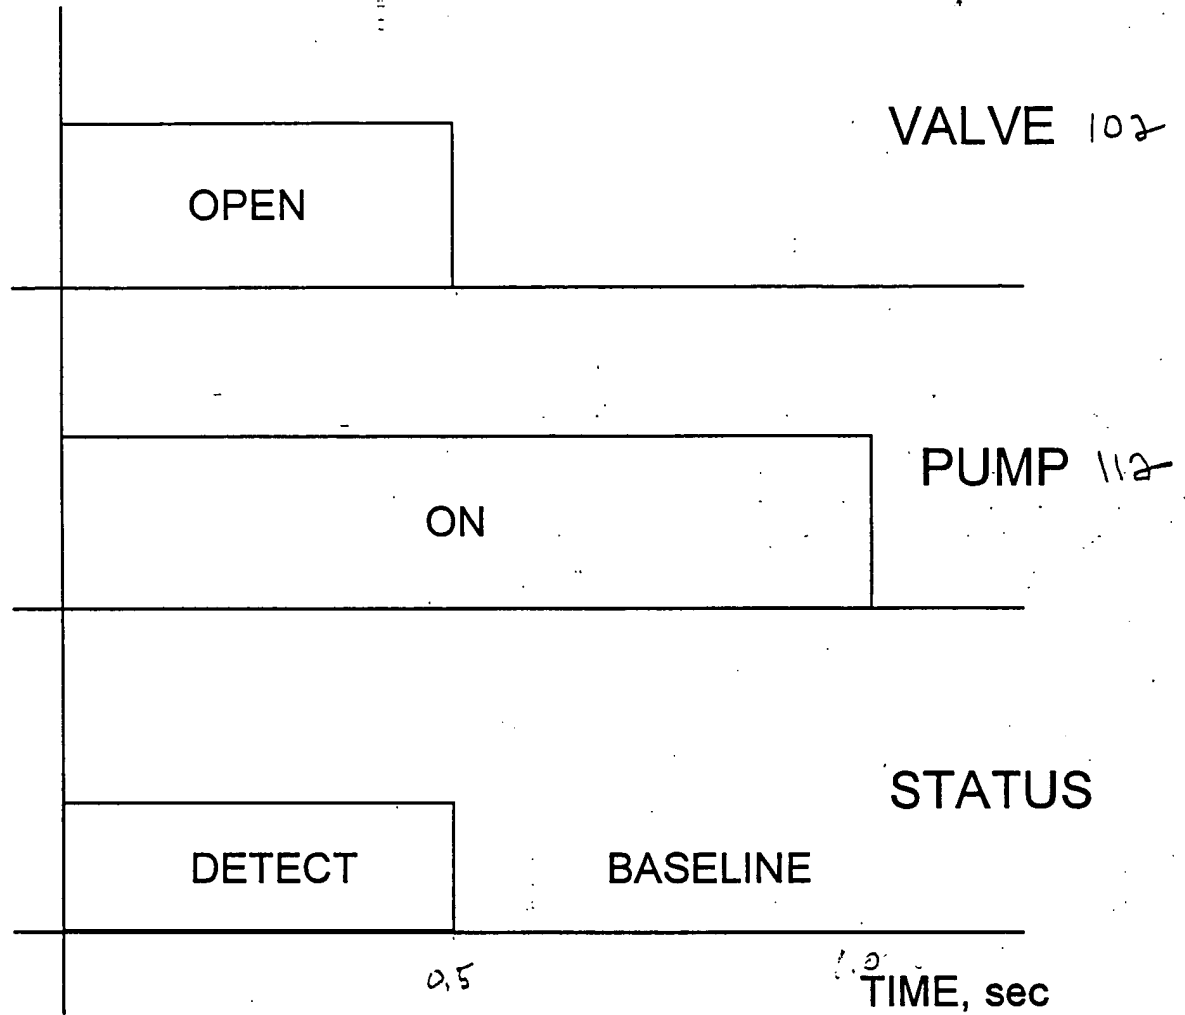 VALVE 102
OPEN
PUMP 112
ON
STATUS
DETECT BASELINE
0.5 1.0
TIME, sec